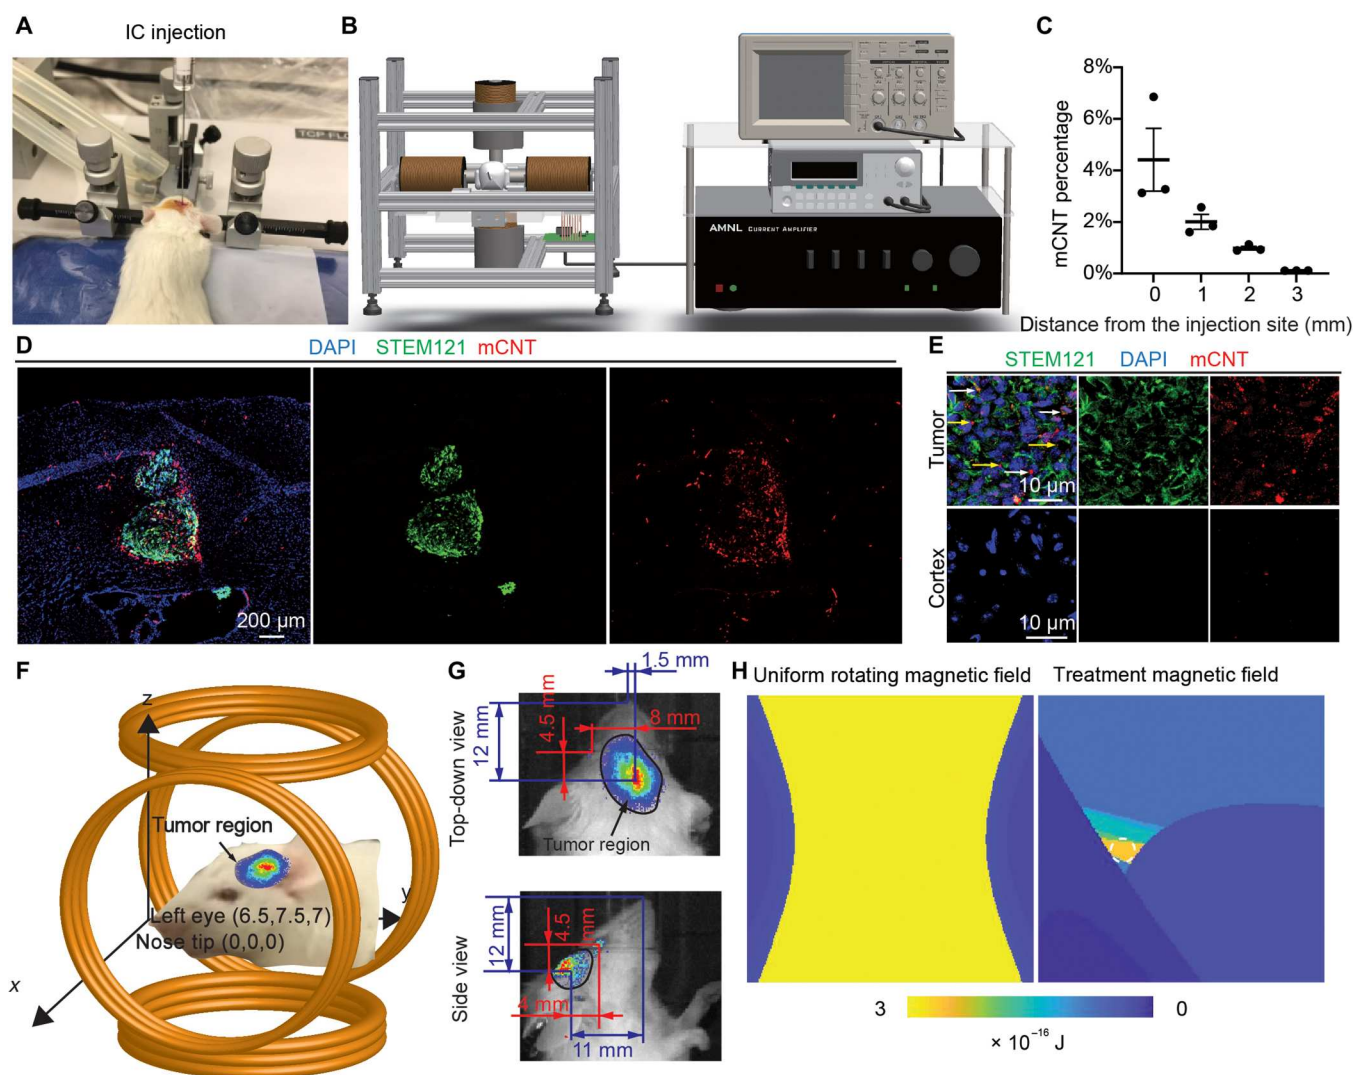 A
IC injection
TCP FLO
B
AMNL CURRENT AMPLIFIER
C
mCNT percentage
8%
6%
4%
2%
0%
0 1 2 3
Distance from the injection site (mm)
D
DAPI STEM121 mCNT
200 µm
E
STEM121 DAPI mCNT
Tumor
10 µm
Cortex
10 µm
F
z
Tumor region
y
Left eye (6.5,7.5,7)
Nose tip (0,0,0)
x
G
1.5 mm
Top-down view
12 mm
4.5 mm
8 mm
Tumor region
Side view
12 mm
4.5 mm
4 mm
11 mm
H
Uniform rotating magnetic field
Treatment magnetic field
3 0
× 10⁻¹⁶ J